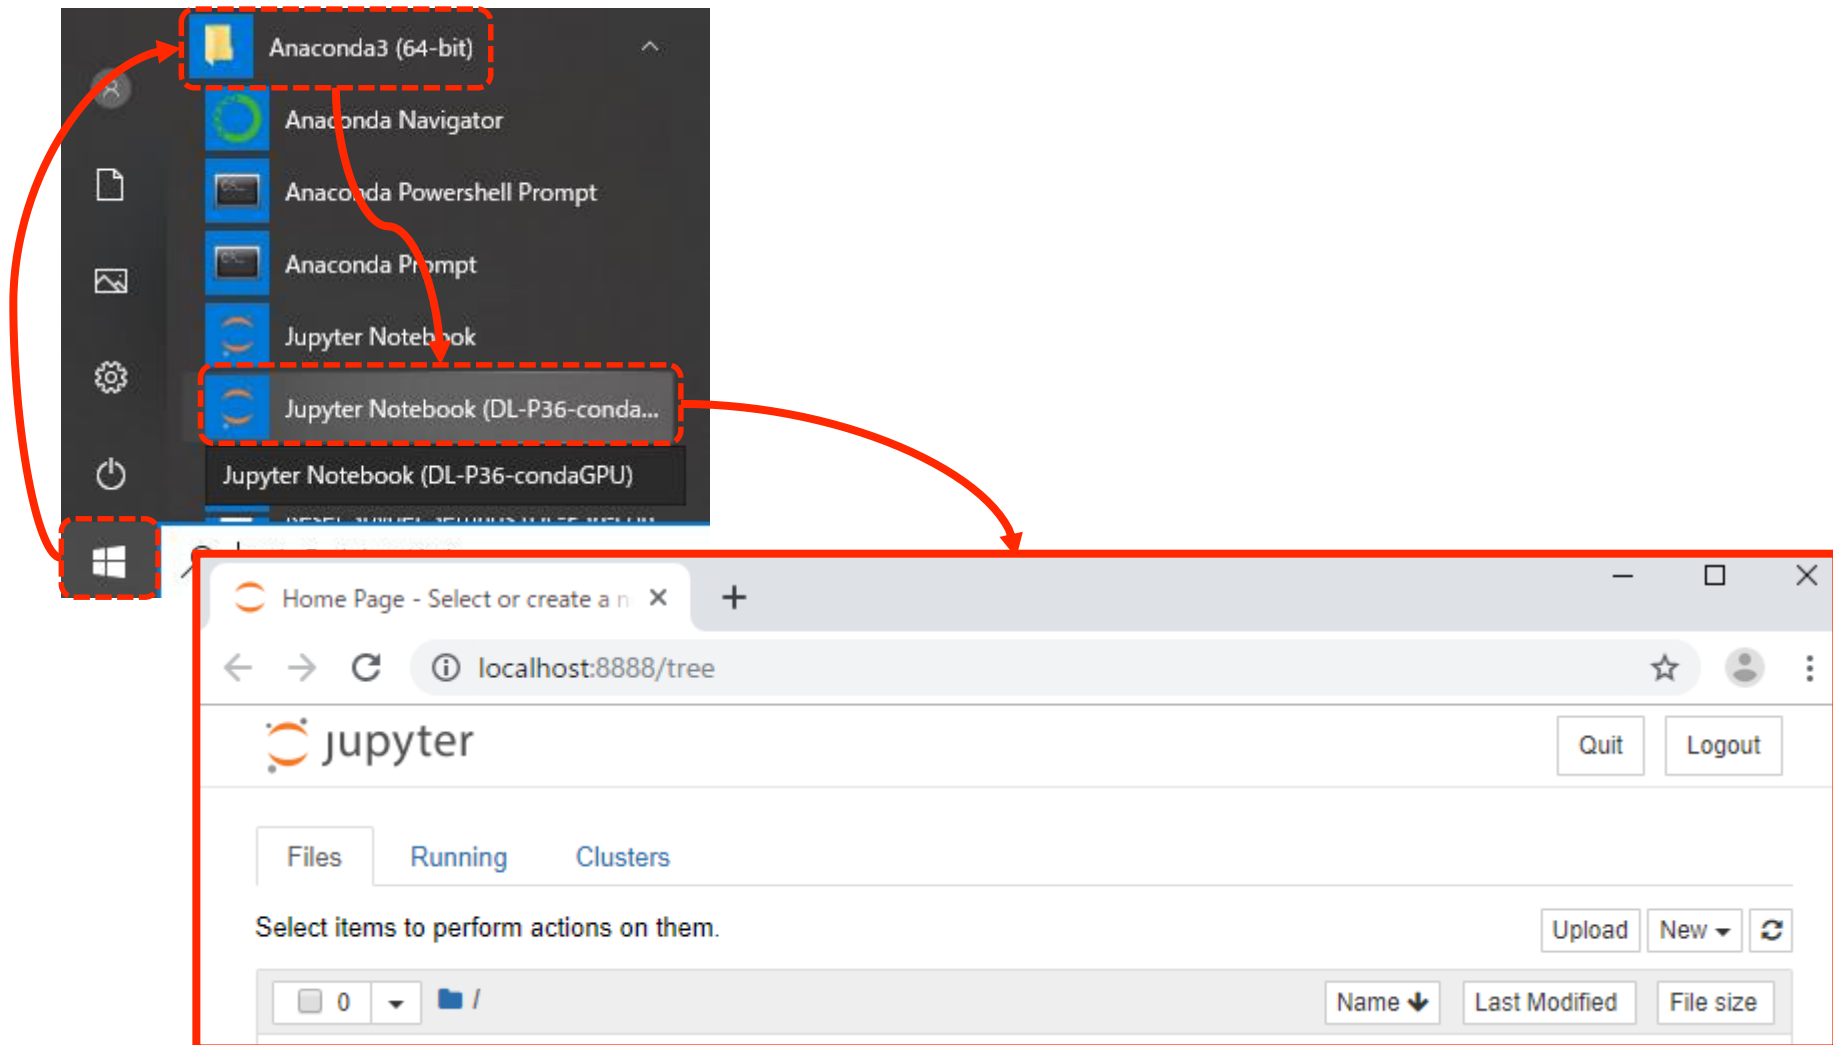 Anaconda3 (64-bit)
Anaconda Navigator
Anaconda Powershell Prompt
Anaconda Prompt
Jupyter Notebook
Jupyter Notebook (DL-P36-conda...
Jupyter Notebook (DL-P36-condaGPU)
Home Page - Select or create a n
localhost:8888/tree
jupyter
Quit Logout
Files Running Clusters
Select items to perform actions on them.
Upload New
0 /
Name Last Modified File size